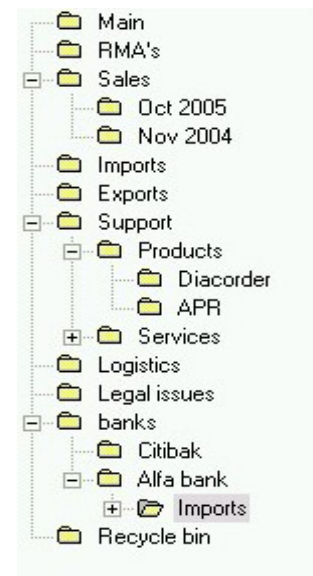 Main
RMA's
Sales
Oct 2005
Nov 2004
Imports
Exports
Support
Products
Diacorder
APR
Services
Logistics
Legal issues
banks
Citibak
Alfa bank
Imports
Recycle bin